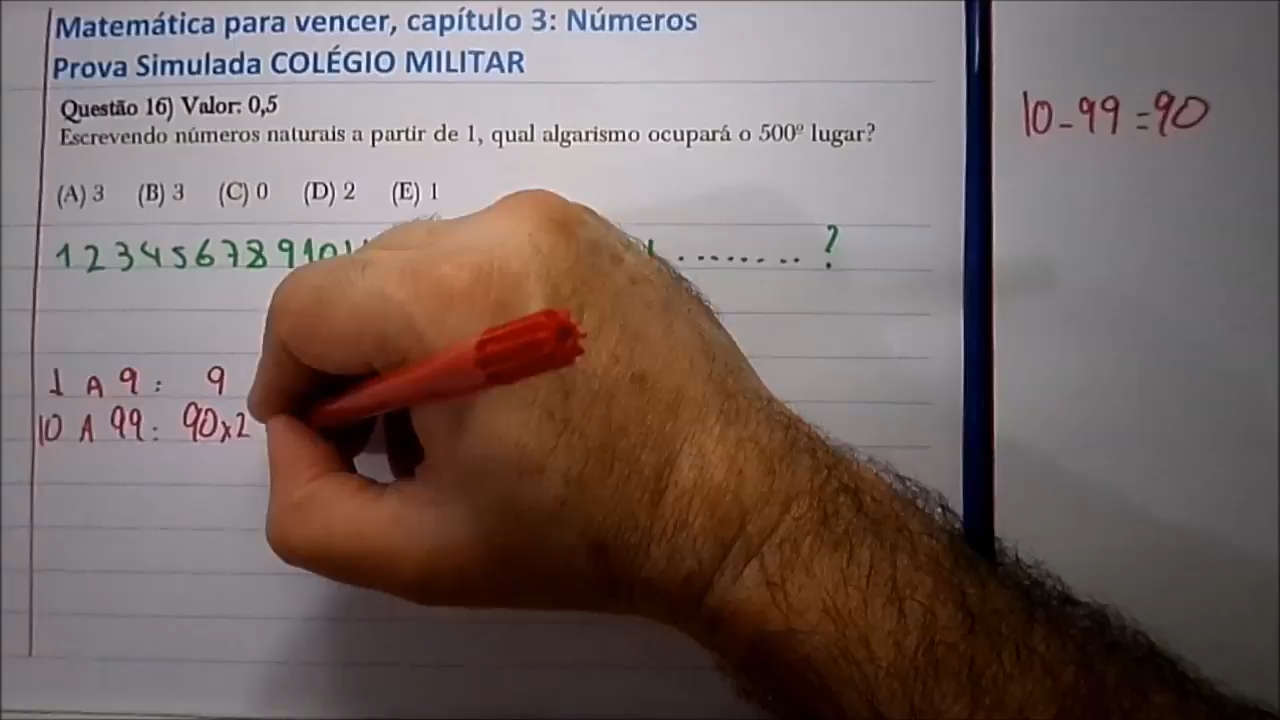 Matemática para vencer, capítulo 3: Números
Prova Simulada COLÉGIO MILITAR
Questão 16) Valor: 0,5
Escrevendo números naturais a partir de 1, qual algarismo ocupará o 500º lugar?
(A) 3 (B) 3 (C) 0 (D) 2 (E) 1
12345678910 ........ ?
1 A 9: 9
10 A 99: 90x2
10-99=90